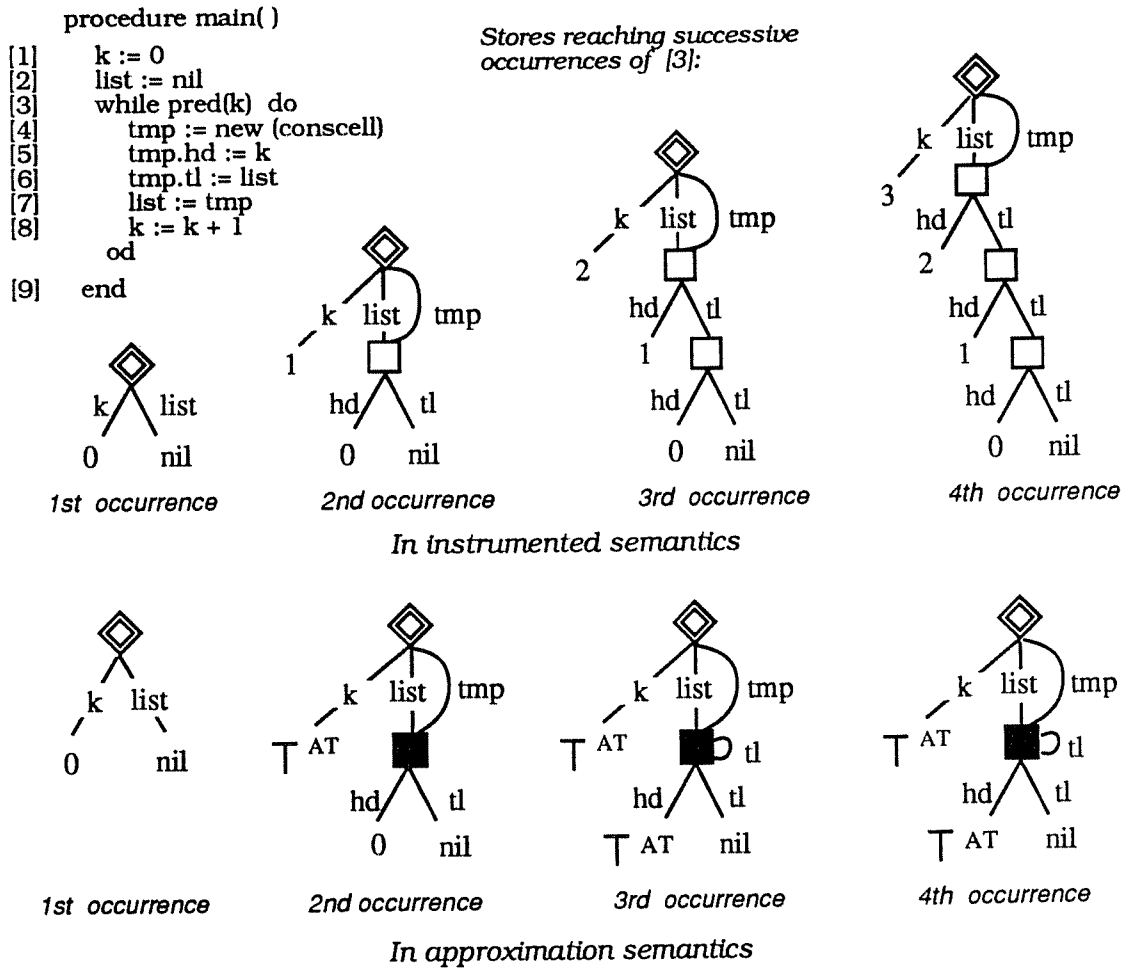 procedure main( )
[1] k := 0
[2] list := nil
[3] while pred(k) do
[4] tmp := new (conscell)
[5] tmp.hd := k
[6] tmp.tl := list
[7] list := tmp
[8] k := k + 1
od
[9] end
Stores reaching successive
occurrences of [3]:
k list
0 nil
1st occurrence
k list tmp
1
hd tl
0 nil
2nd occurrence
k list tmp
2
hd tl
1
hd tl
0 nil
3rd occurrence
k list tmp
3
hd tl
2
hd tl
1
hd tl
0 nil
4th occurrence
In instrumented semantics
k list
0 nil
1st occurrence
k list tmp
⊤ AT
hd tl
0 nil
2nd occurrence
k list tmp
⊤ AT tl
hd tl
⊤ AT nil
3rd occurrence
k list tmp
⊤ AT tl
hd tl
⊤ AT nil
4th occurrence
In approximation semantics